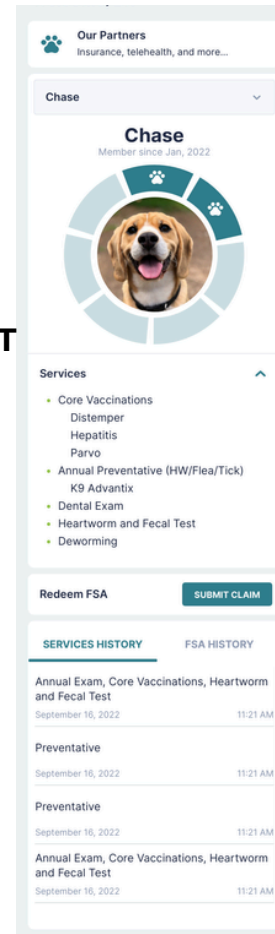 Our Partners
Insurance, telehealth, and more...
Chase
Chase
Member since Jan, 2022
T
Services
• Core Vaccinations
Distemper
Hepatitis
Parvo
• Annual Preventative (HW/Flea/Tick)
K9 Advantix
• Dental Exam
• Heartworm and Fecal Test
• Deworming
Redeem FSA SUBMIT CLAIM
SERVICES HISTORY FSA HISTORY
Annual Exam, Core Vaccinations, Heartworm
and Fecal Test
September 16, 2022 11:21 AM
Preventative
September 16, 2022 11:21 AM
Preventative
September 16, 2022 11:21 AM
Annual Exam, Core Vaccinations, Heartworm
and Fecal Test
September 16, 2022 11:21 AM